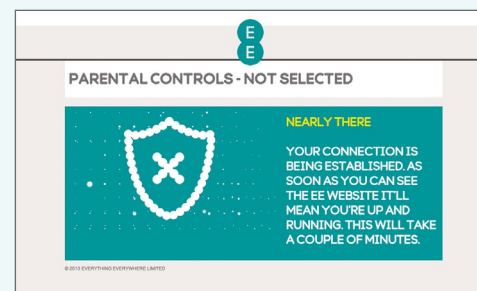 E
E
PARENTAL CONTROLS - NOT SELECTED
NEARLY THERE
YOUR CONNECTION IS
BEING ESTABLISHED. AS
SOON AS YOU CAN SEE
THE EE WEBSITE IT'LL
MEAN YOU'RE UP AND
RUNNING. THIS WILL TAKE
A COUPLE OF MINUTES.
© 2013 EVERYTHING EVERYWHERE LIMITED